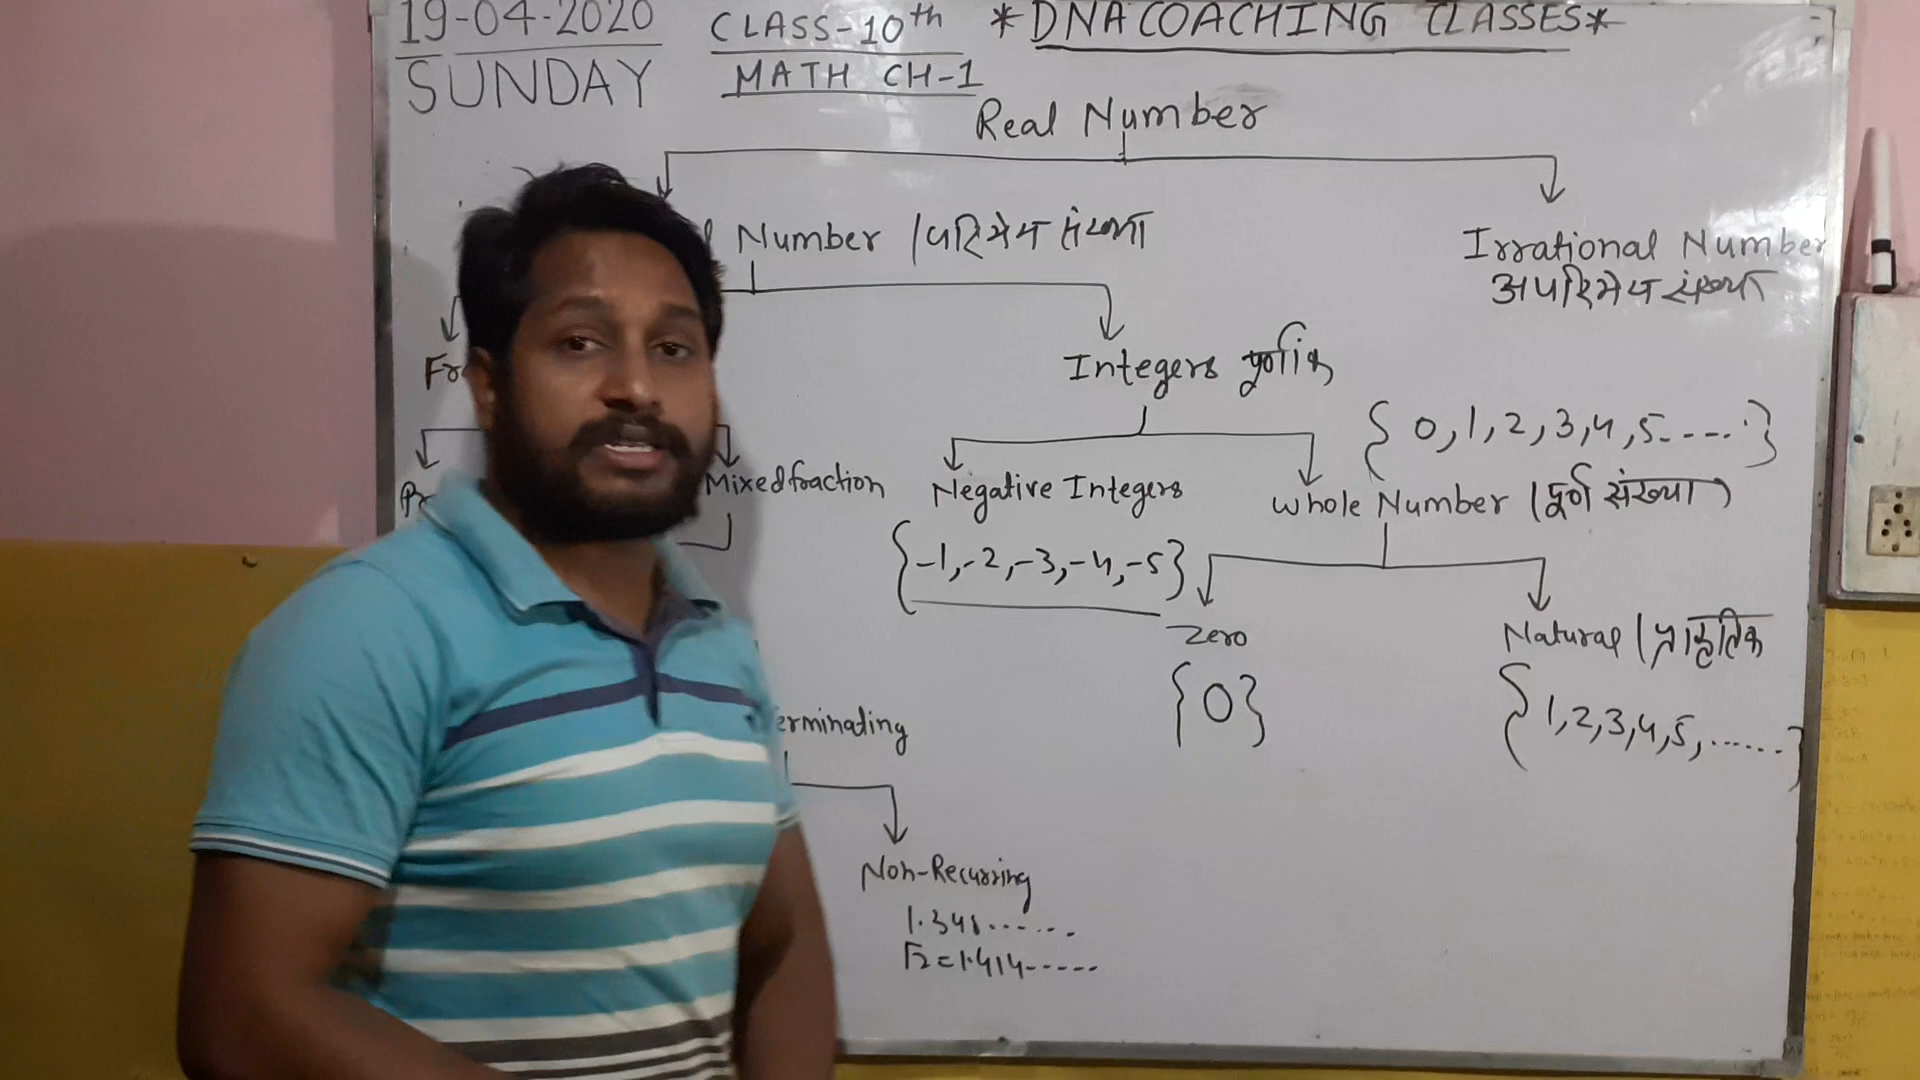 19-04-2020 CLASS-10th *DNA COACHING CLASSES*
SUNDAY MATH CH-1
Real Number
Number | परिमेय संख्या
Irrational Number
अपरिमेय संख्या
Integers पूर्णांक
{0,1,2,3,4,5.....}
Mixed fraction
Negative Integers
Whole Number (पूर्ण संख्या)
{-1,-2,-3,-4,-5}
Zero
Natural (प्राकृतिक
{0}
{1,2,3,4,5,......}
erminating
Non-Recurring
√2=1.414-----